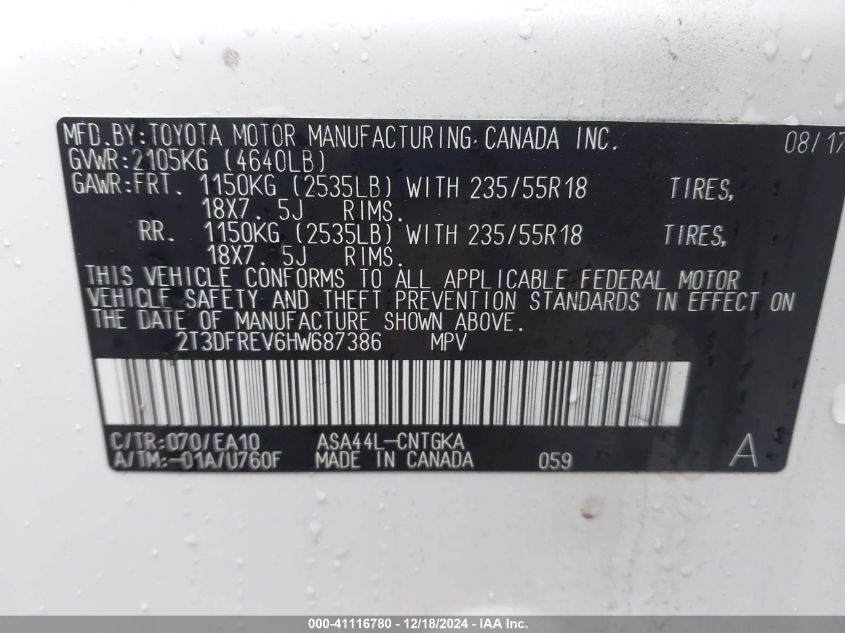 MFD.BY:TOYOTA MOTOR MANUFACTURING CANADA INC. 08/17
GVWR:2105KG (4640LB)
GAWR:FRT. 1150KG (2535LB) WITH 235/55R18 TIRES,
18X7.5J RIMS.
RR. 1150KG (2535LB) WITH 235/55R18 TIRES,
18X7.5J RIMS.
THIS VEHICLE CONFORMS TO ALL APPLICABLE FEDERAL MOTOR
VEHICLE SAFETY AND THEFT PREVENTION STANDARDS IN EFFECT ON
THE DATE OF MANUFACTURE SHOWN ABOVE.
2T3DFREV6HW687386 MPV
C/TR:070/EA10 ASA44L-CNTGKA
A/TM:-01A/U760F MADE IN CANADA 059 A
000-41116780 - 12/18/2024 - IAA Inc.